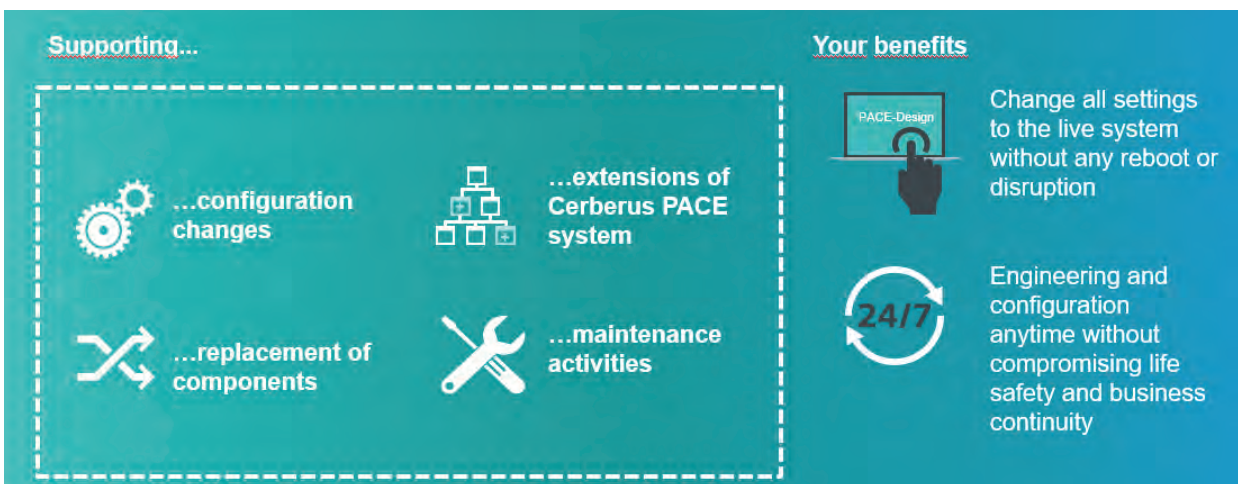 Supporting...
…configuration
changes
…extensions of
Cerberus PACE
system
…replacement of
components
…maintenance
activities
Your benefits
PACE-Design
Change all settings
to the live system
without any reboot or
disruption
24/7
Engineering and
configuration
anytime without
compromising life
safety and business
continuity